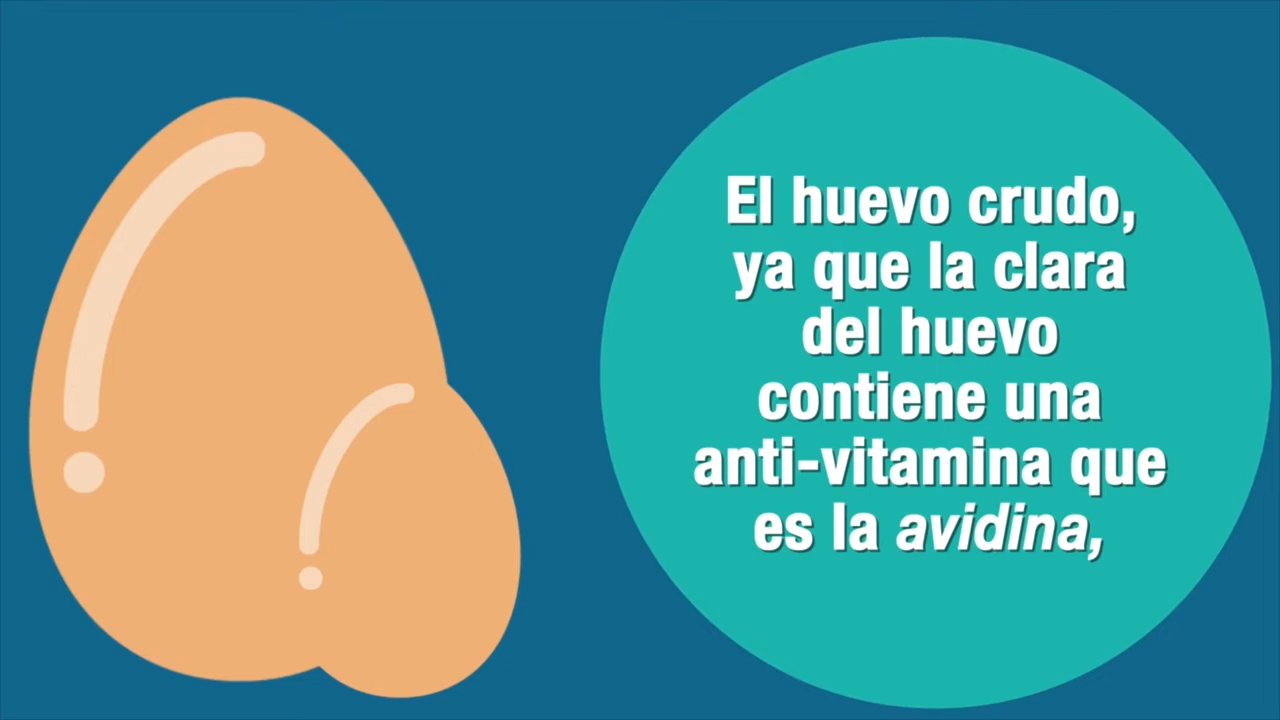 El huevo crudo,
ya que la clara
del huevo
contiene una
anti-vitamina que
es la avidina,